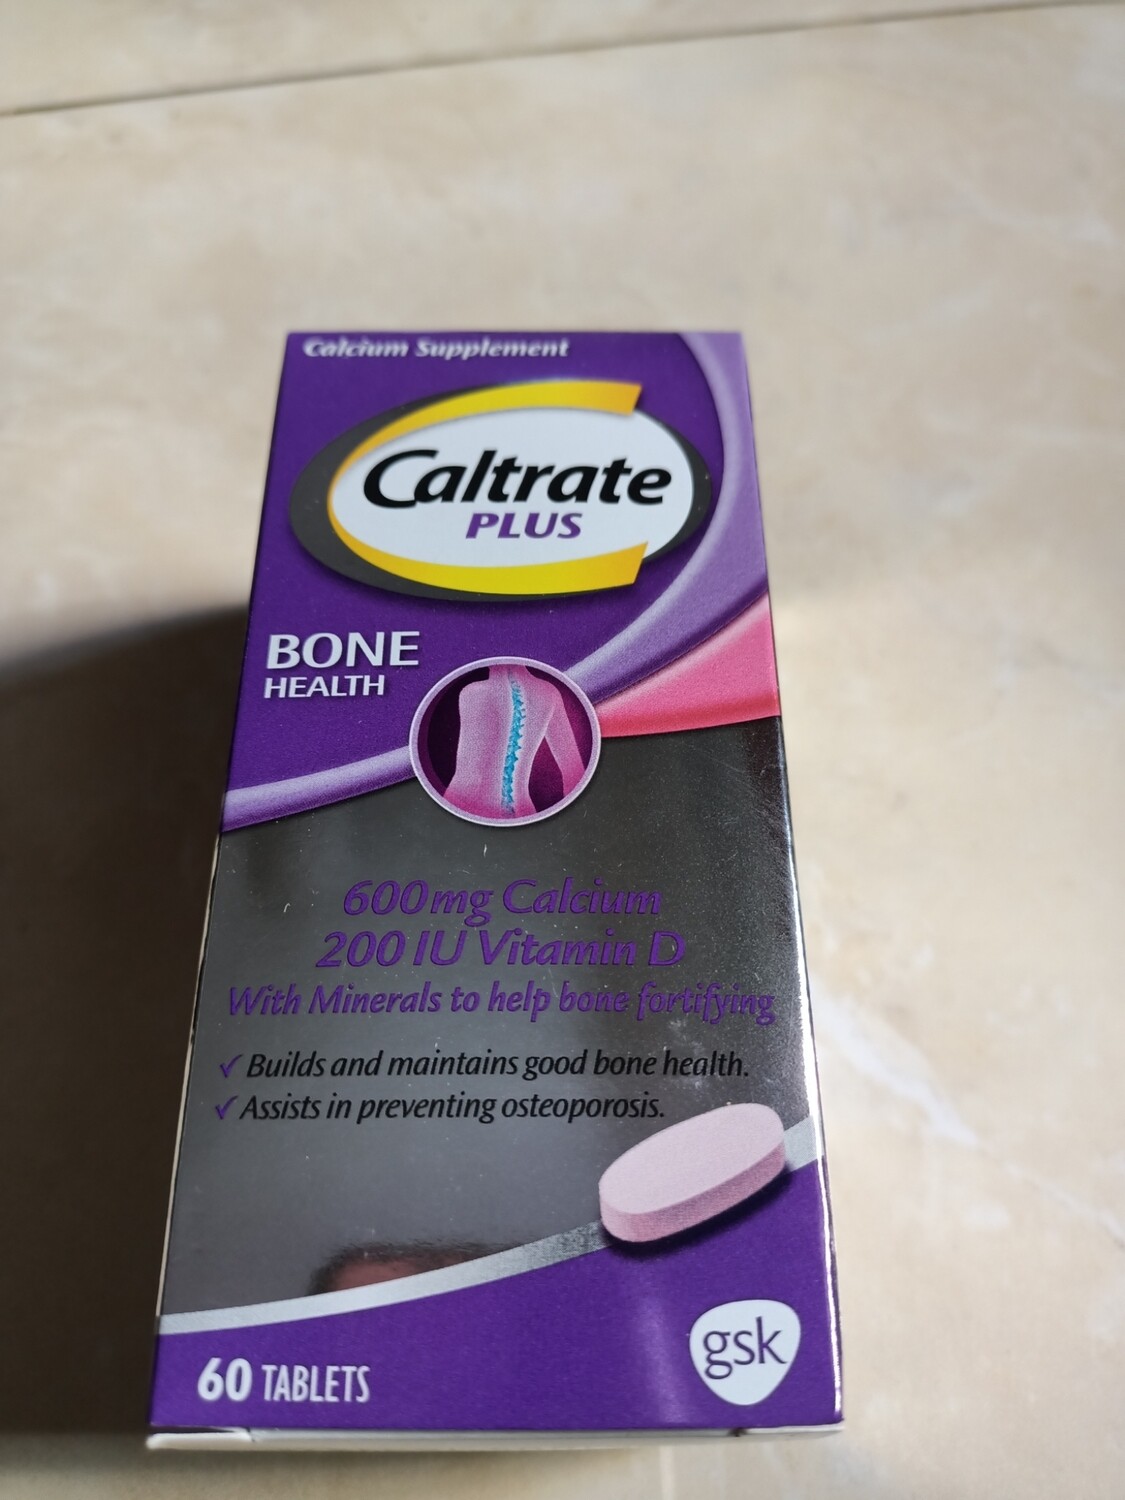 Calcium Supplement
Caltrate
PLUS
BONE
HEALTH
600mg Calcium
200 IU Vitamin D
With Minerals to help bone fortifying
✓ Builds and maintains good bone health.
✓ Assists in preventing osteoporosis.
60 TABLETS
gsk